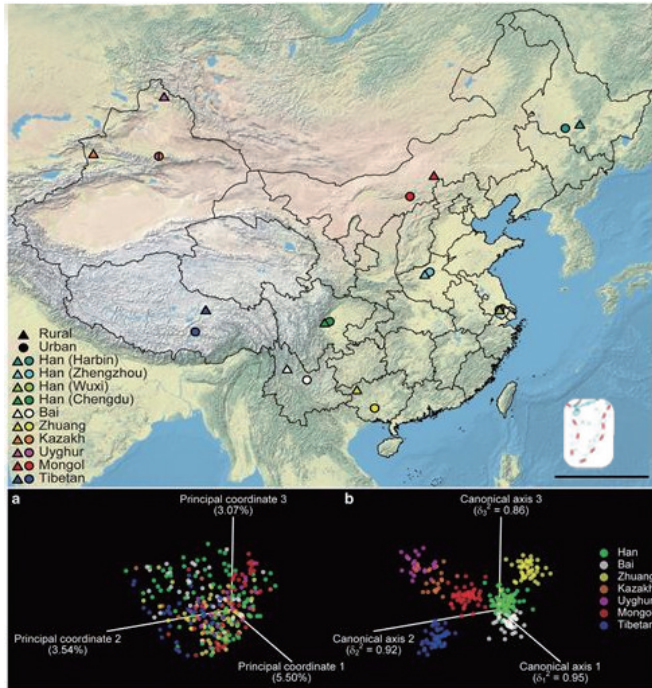 Rural
Urban
Han (Harbin)
Han (Zhengzhou)
Han (Wuxi)
Han (Chengdu)
Bai
Zhuang
Kazakh
Uyghur
Mongol
Tibetan
a
Principal coordinate 3
(3.07%)
Principal coordinate 2
(3.54%)
Principal coordinate 1
(5.50%)
b
Canonical axis 3
(δ₃² = 0.86)
Canonical axis 2
(δ₂² = 0.92)
Canonical axis 1
(δ₁² = 0.95)
Han
Bai
Zhuang
Kazakh
Uyghur
Mongol
Tibetan